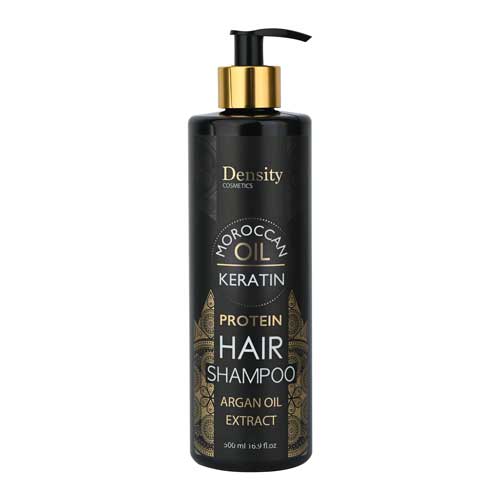 Density
COSMETICS
MOROCCAN
OIL
KERATIN
PROTEIN
HAIR
SHAMPOO
ARGAN OIL
EXTRACT
500 ml 16.9 fl.oz